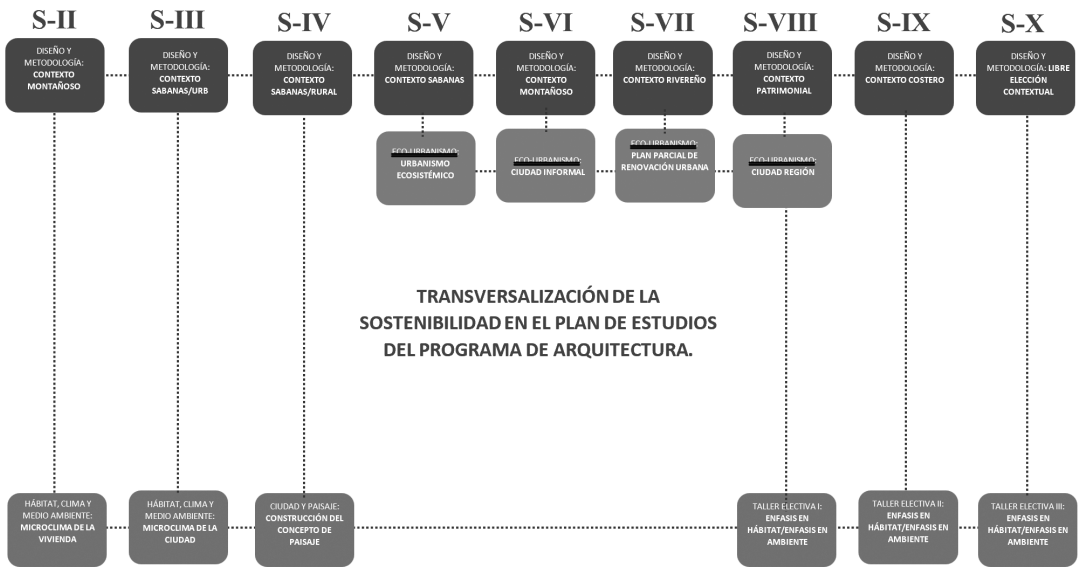 S-II
S-III
S-IV
S-V
S-VI
S-VII
S-VIII
S-IX
S-X
DISEÑO Y
METODOLOGÍA:
CONTEXTO
MONTAÑOSO
DISEÑO Y
METODOLOGÍA:
CONTEXTO
SABANAS/URB
DISEÑO Y
METODOLOGÍA:
CONTEXTO
SABANAS/RURAL
DISEÑO Y
METODOLOGÍA:
CONTEXTO SABANAS
DISEÑO Y
METODOLOGÍA:
CONTEXTO
MONTAÑOSO
DISEÑO Y
METODOLOGÍA:
CONTEXTO RIVEREÑO
DISEÑO Y
METODOLOGÍA:
CONTEXTO
PATRIMONIAL
DISEÑO Y
METODOLOGÍA:
CONTEXTO COSTERO
DISEÑO Y
METODOLOGÍA: LIBRE
ELECCIÓN
CONTEXTUAL
ECO-URBANISMO:
URBANISMO
ECOSISTÉMICO
ECO-URBANISMO:
CIUDAD INFORMAL
ECO-URBANISMO:
PLAN PARCIAL DE
RENOVACIÓN URBANA
ECO-URBANISMO:
CIUDAD REGIÓN
TRANSVERSALIZACIÓN DE LA
SOSTENIBILIDAD EN EL PLAN DE ESTUDIOS
DEL PROGRAMA DE ARQUITECTURA.
HÁBITAT, CLIMA Y
MEDIO AMBIENTE:
MICROCLIMA DE LA
VIVIENDA
HÁBITAT, CLIMA Y
MEDIO AMBIENTE:
MICROCLIMA DE LA
CIUDAD
CIUDAD Y PAISAJE:
CONSTRUCCIÓN DEL
CONCEPTO DE
PAISAJE
TALLER ELECTIVA I:
ENFASIS EN
HÁBITAT/ENFASIS EN
AMBIENTE
TALLER ELECTIVA II:
ENFASIS EN
HÁBITAT/ENFASIS EN
AMBIENTE
TALLER ELECTIVA III:
ENFASIS EN
HÁBITAT/ENFASIS EN
AMBIENTE